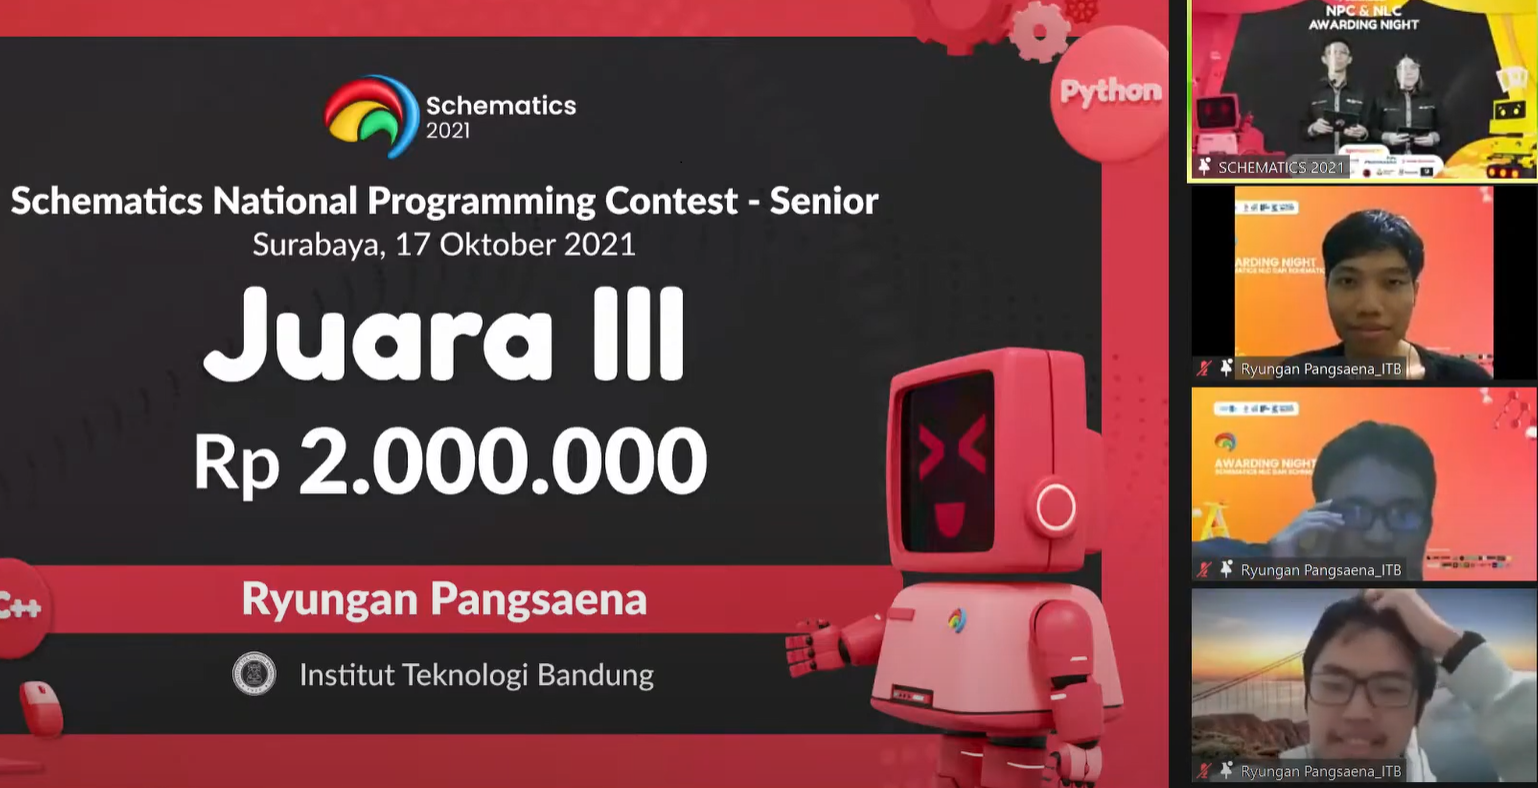 Schematics
2021
Schematics National Programming Contest - Senior
Surabaya, 17 Oktober 2021
Juara III
Rp 2.000.000
Ryungan Pangsaena
Institut Teknologi Bandung
Python
C++
NPC & NLC
AWARDING NIGHT
SCHEMATICS 2021
ARDING NIGHT
Ryungan Pangsaena_ITB
AWARDING NIGHT
Ryungan Pangsaena_ITB
Ryungan Pangsaena_ITB